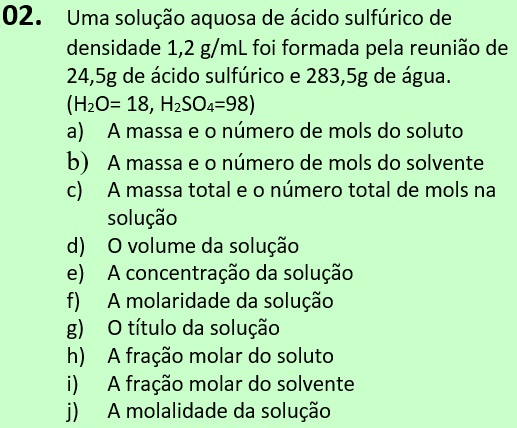 02. Uma solução aquosa de ácido sulfúrico de
densidade 1,2 g/mL foi formada pela reunião de
24,5g de ácido sulfúrico e 283,5g de água.
(H₂O= 18, H₂SO₄=98)
a) A massa e o número de mols do soluto
b) A massa e o número de mols do solvente
c) A massa total e o número total de mols na
solução
d) O volume da solução
e) A concentração da solução
f) A molaridade da solução
g) O título da solução
h) A fração molar do soluto
i) A fração molar do solvente
j) A molalidade da solução